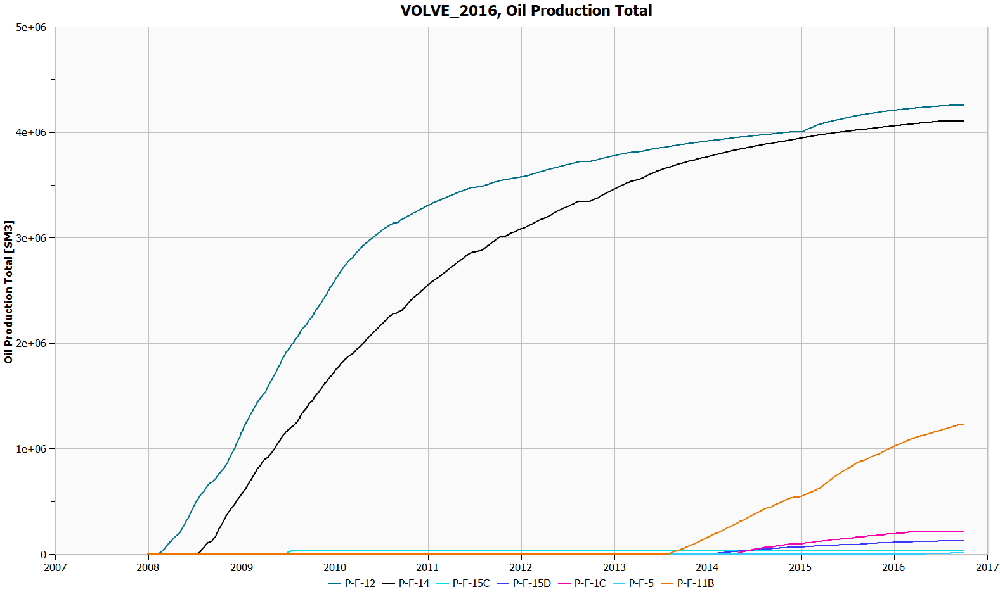 VOLVE_2016, Oil Production Total
Oil Production Total [SM3]
5e+06
4e+06
3e+06
2e+06
1e+06
0
2007 2008 2009 2010 2011 2012 2013 2014 2015 2016 2017
P-F-12 P-F-14 P-F-15C P-F-15D P-F-1C P-F-5 P-F-11B